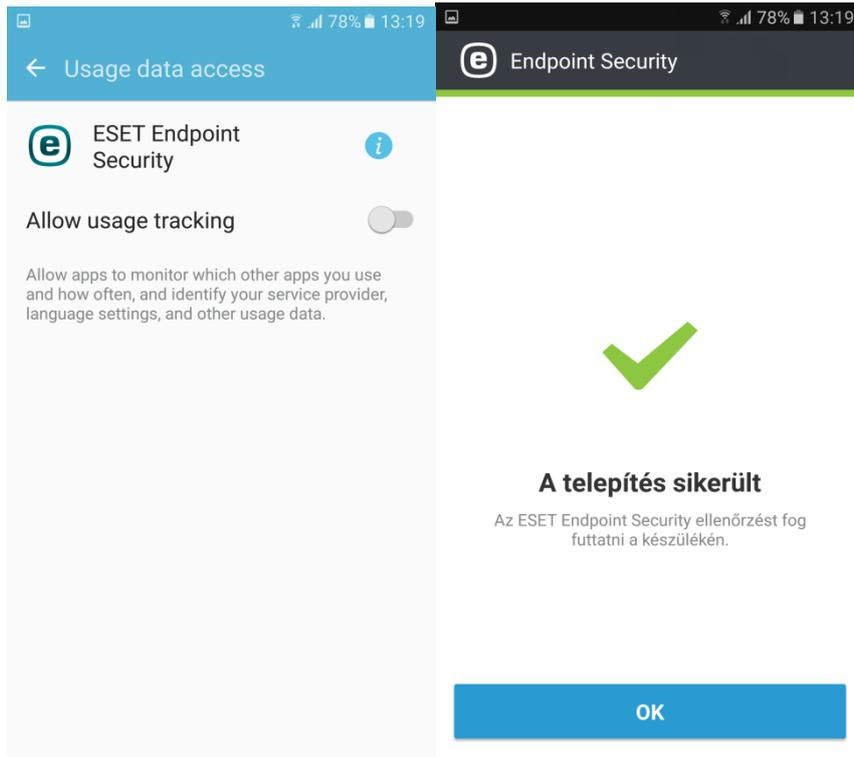 78% 13:19
Usage data access
ESET Endpoint
Security
Allow usage tracking
Allow apps to monitor which other apps you use
and how often, and identify your service provider,
language settings, and other usage data.
78% 13:19
Endpoint Security
A telepítés sikerült
Az ESET Endpoint Security ellenőrzést fog
futtatni a készülékén.
OK